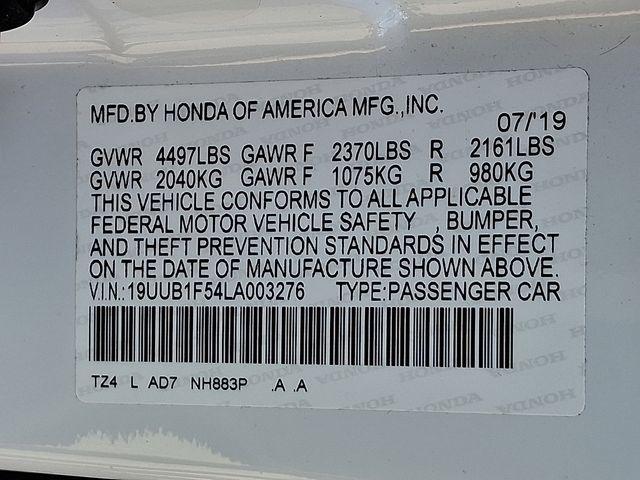 MFD.BY HONDA OF AMERICA MFG.,INC.
07/'19
GVWR 4497LBS GAWR F 2370LBS R 2161LBS
GVWR 2040KG GAWR F 1075KG R 980KG
THIS VEHICLE CONFORMS TO ALL APPLICABLE
FEDERAL MOTOR VEHICLE SAFETY , BUMPER,
AND THEFT PREVENTION STANDARDS IN EFFECT
ON THE DATE OF MANUFACTURE SHOWN ABOVE.
V.I.N.:19UUB1F54LA003276 TYPE:PASSENGER CAR
TZ4 L AD7 NH883P .A .A